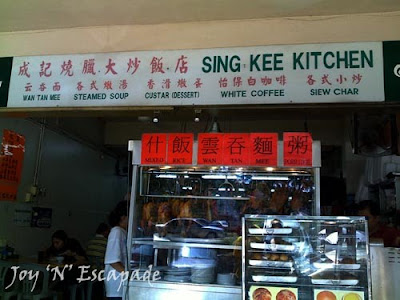 成記燒臘·大炒飯·店 SING KEE KITCHEN
云吞面 各式燉湯 香滑燉蛋 怡保白咖啡 各式小炒
WAN TAN MEE STEAMED SOUP CUSTAR (DESSERT) WHITE COFFEE SIEW CHAR
什飯 雲吞麵 粥
MIXED RICE WAN TAN MEE PORRIDGE
Joy 'N' Escapade